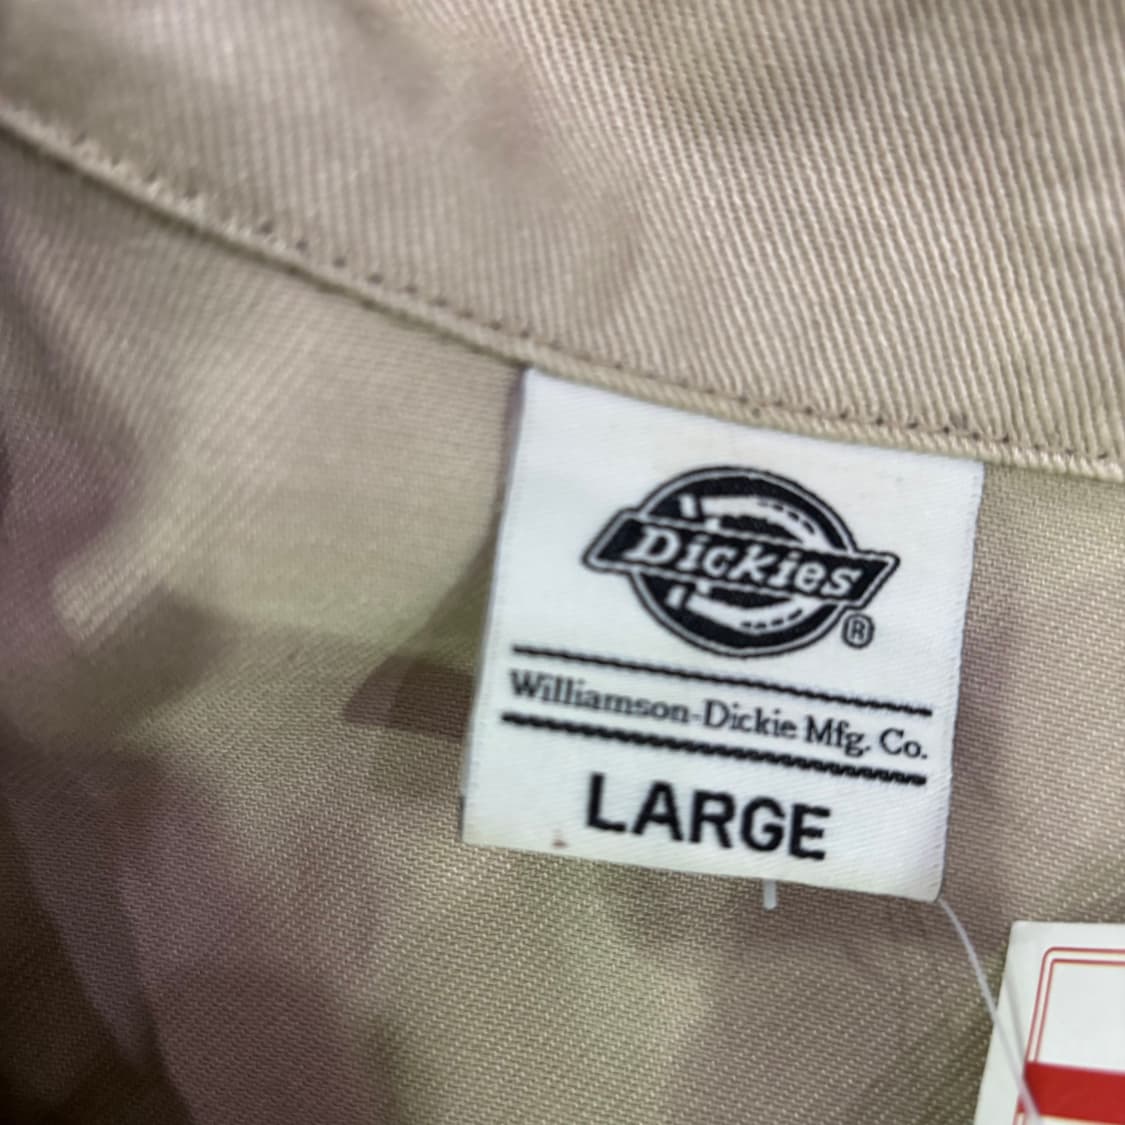 Dickies
®
Williamson-Dickie Mfg. Co.
LARGE